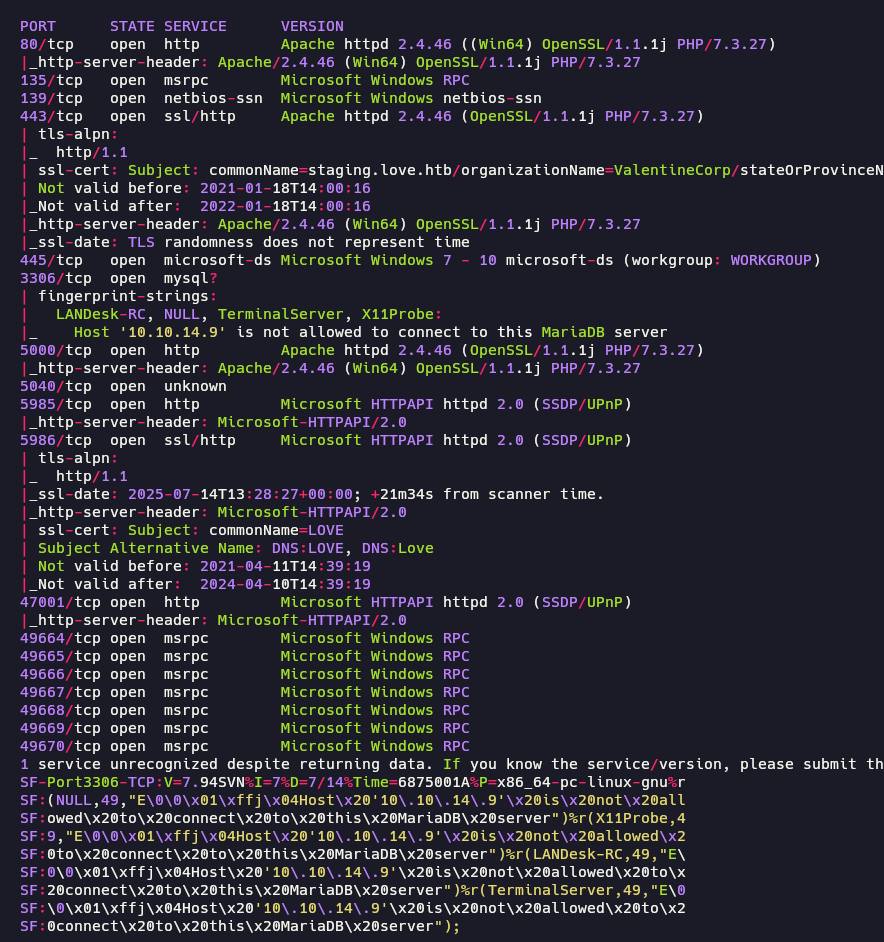 PORT      STATE SERVICE      VERSION
80/tcp    open  http         Apache httpd 2.4.46 ((Win64) OpenSSL/1.1.1j PHP/7.3.27)
|_http-server-header: Apache/2.4.46 (Win64) OpenSSL/1.1.1j PHP/7.3.27
135/tcp   open  msrpc        Microsoft Windows RPC
139/tcp   open  netbios-ssn  Microsoft Windows netbios-ssn
443/tcp   open  ssl/http     Apache httpd 2.4.46 (OpenSSL/1.1.1j PHP/7.3.27)
| tls-alpn:
|_  http/1.1
| ssl-cert: Subject: commonName=staging.love.htb/organizationName=ValentineCorp/stateOrProvinceN
| Not valid before: 2021-01-18T14:00:16
|_Not valid after:  2022-01-18T14:00:16
|_http-server-header: Apache/2.4.46 (Win64) OpenSSL/1.1.1j PHP/7.3.27
|_ssl-date: TLS randomness does not represent time
445/tcp   open  microsoft-ds Microsoft Windows 7 - 10 microsoft-ds (workgroup: WORKGROUP)
3306/tcp  open  mysql?
| fingerprint-strings:
|   LANDesk-RC, NULL, TerminalServer, X11Probe:
|_    Host '10.10.14.9' is not allowed to connect to this MariaDB server
5000/tcp  open  http         Apache httpd 2.4.46 (OpenSSL/1.1.1j PHP/7.3.27)
|_http-server-header: Apache/2.4.46 (Win64) OpenSSL/1.1.1j PHP/7.3.27
5040/tcp  open  unknown
5985/tcp  open  http         Microsoft HTTPAPI httpd 2.0 (SSDP/UPnP)
|_http-server-header: Microsoft-HTTPAPI/2.0
5986/tcp  open  ssl/http     Microsoft HTTPAPI httpd 2.0 (SSDP/UPnP)
| tls-alpn:
|_  http/1.1
|_ssl-date: 2025-07-14T13:28:27+00:00; +21m34s from scanner time.
|_http-server-header: Microsoft-HTTPAPI/2.0
| ssl-cert: Subject: commonName=LOVE
| Subject Alternative Name: DNS:LOVE, DNS:Love
| Not valid before: 2021-04-11T14:39:19
|_Not valid after:  2024-04-10T14:39:19
47001/tcp open  http         Microsoft HTTPAPI httpd 2.0 (SSDP/UPnP)
|_http-server-header: Microsoft-HTTPAPI/2.0
49664/tcp open  msrpc        Microsoft Windows RPC
49665/tcp open  msrpc        Microsoft Windows RPC
49666/tcp open  msrpc        Microsoft Windows RPC
49667/tcp open  msrpc        Microsoft Windows RPC
49668/tcp open  msrpc        Microsoft Windows RPC
49669/tcp open  msrpc        Microsoft Windows RPC
49670/tcp open  msrpc        Microsoft Windows RPC
1 service unrecognized despite returning data. If you know the service/version, please submit th
SF-Port3306-TCP:V=7.94SVN%I=7%D=7/14%Time=6875001A%P=x86_64-pc-linux-gnu%r
SF:(NULL,49,"E\0\0\x01\xffj\x04Host\x20'10\.10\.14\.9'\x20is\x20not\x20all
SF:owed\x20to\x20connect\x20to\x20this\x20MariaDB\x20server")%r(X11Probe,4
SF:9,"E\0\0\x01\xffj\x04Host\x20'10\.10\.14\.9'\x20is\x20not\x20allowed\x2
SF:0to\x20connect\x20to\x20this\x20MariaDB\x20server")%r(LANDesk-RC,49,"E\
SF:0\0\x01\xffj\x04Host\x20'10\.10\.14\.9'\x20is\x20not\x20allowed\x20to\x
SF:20connect\x20to\x20this\x20MariaDB\x20server")%r(TerminalServer,49,"E\0
SF:\0\x01\xffj\x04Host\x20'10\.10\.14\.9'\x20is\x20not\x20allowed\x20to\x2
SF:0connect\x20to\x20this\x20MariaDB\x20server");